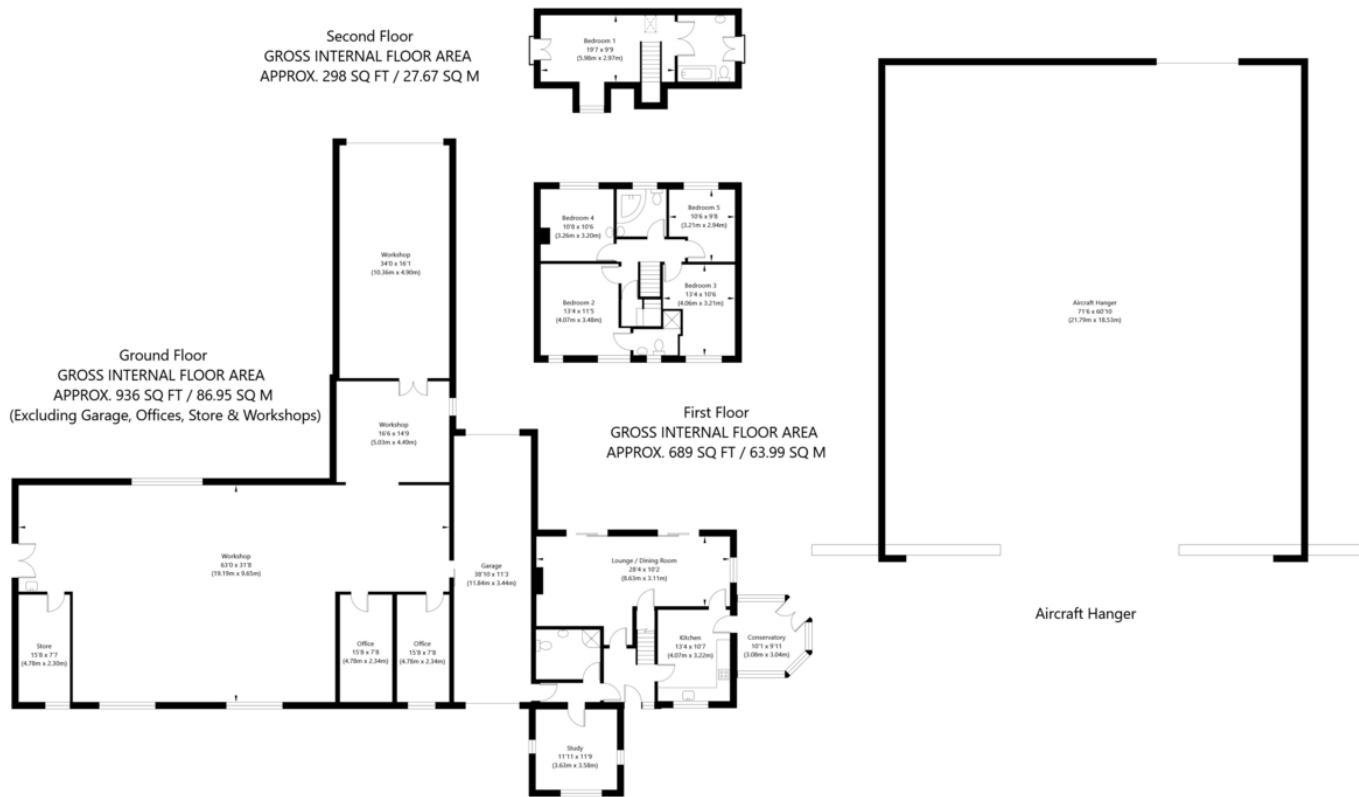 Second Floor
GROSS INTERNAL FLOOR AREA
APPROX. 298 SQ FT / 27.67 SQ M
Bedroom 1
19'7 x 9'9
(5.98m x 2.97m)
Bedroom 4
10'8 x 10'6
(3.26m x 3.20m)
Bedroom 5
10'6 x 9'8
(3.21m x 2.94m)
Bedroom 2
13'4 x 11'5
(4.07m x 3.48m)
Bedroom 3
13'4 x 10'6
(4.06m x 3.21m)
First Floor
GROSS INTERNAL FLOOR AREA
APPROX. 689 SQ FT / 63.99 SQ M
Workshop
34'0 x 16'1
(10.36m x 4.90m)
Ground Floor
GROSS INTERNAL FLOOR AREA
APPROX. 936 SQ FT / 86.95 SQ M
(Excluding Garage, Offices, Store & Workshops)
Workshop
16'6 x 14'9
(5.03m x 4.49m)
Workshop
63'0 x 31'8
(19.19m x 9.65m)
Garage
38'10 x 11'3
(11.84m x 3.44m)
Lounge / Dining Room
28'4 x 10'2
(8.63m x 3.11m)
Store
15'8 x 7'7
(4.78m x 2.30m)
Office
15'8 x 7'8
(4.78m x 2.34m)
Office
15'8 x 7'8
(4.78m x 2.34m)
Kitchen
13'4 x 10'7
(4.07m x 3.22m)
Conservatory
10'1 x 9'11
(3.08m x 3.04m)
Study
11'11 x 11'9
(3.63m x 3.58m)
Aircraft Hanger
71'6 x 60'10
(21.79m x 18.53m)
Aircraft Hanger